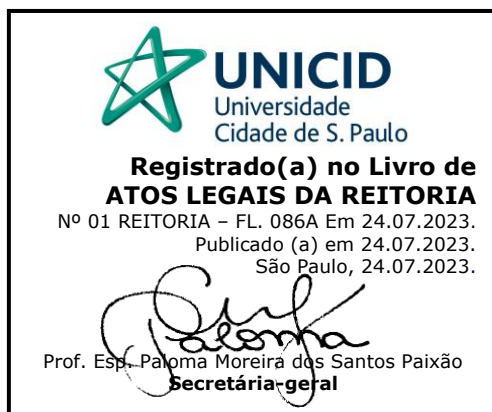 UNICID
Universidade
Cidade de S. Paulo
Registrado(a) no Livro de
ATOS LEGAIS DA REITORIA
Nº 01 REITORIA – FL. 086A Em 24.07.2023.
Publicado (a) em 24.07.2023.
São Paulo, 24.07.2023.
Paloma
Prof. Esp. Paloma Moreira dos Santos Paixão
Secretária-geral